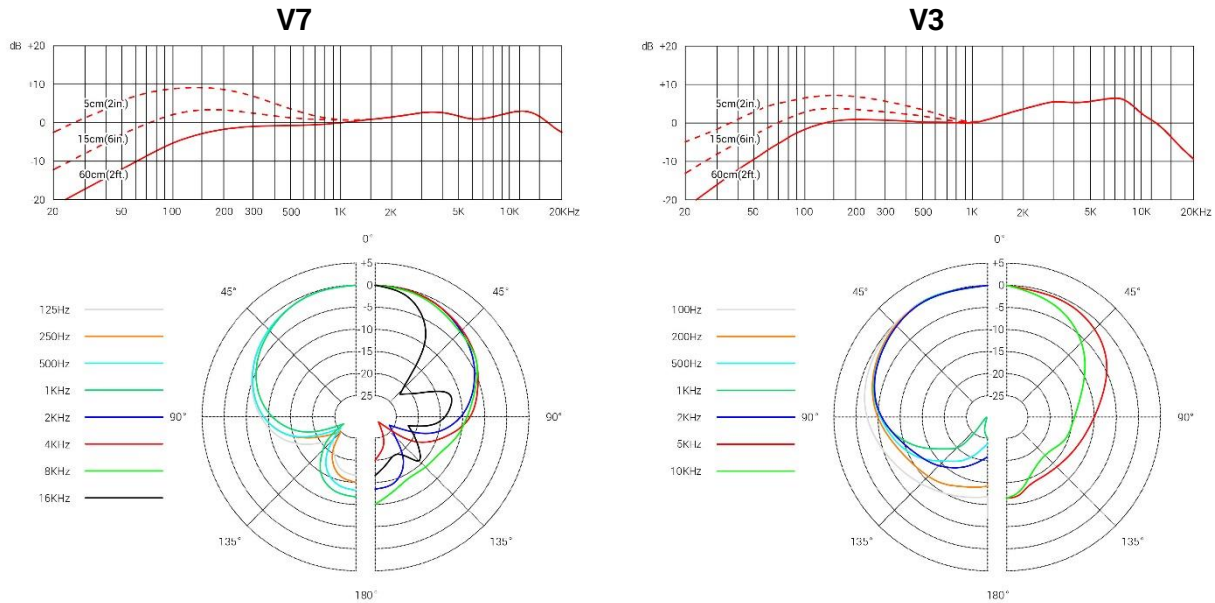 V7
dB +20
+10
0
-10
20
5cm(2in.)
15cm(6in.)
60cm(2ft.)
20 50 100 200 300 500 1K 2K 5K 10K 20KHz
0°
+5
0
-5
-10
-15
-20
-25
45°
45°
90°
90°
135°
135°
180°
125Hz
250Hz
500Hz
1KHz
2KHz
4KHz
8KHz
16KHz
V3
dB +20
+10
0
-10
-20
5cm(2in.)
15cm(6in.)
60cm(2ft.)
20 50 100 200 300 500 1K 2K 5K 10K 20KHz
0°
+5
0
-5
-10
-15
-20
-25
45°
45°
90°
90°
135°
135°
180°
100Hz
200Hz
500Hz
1KHz
2KHz
5KHz
10KHz